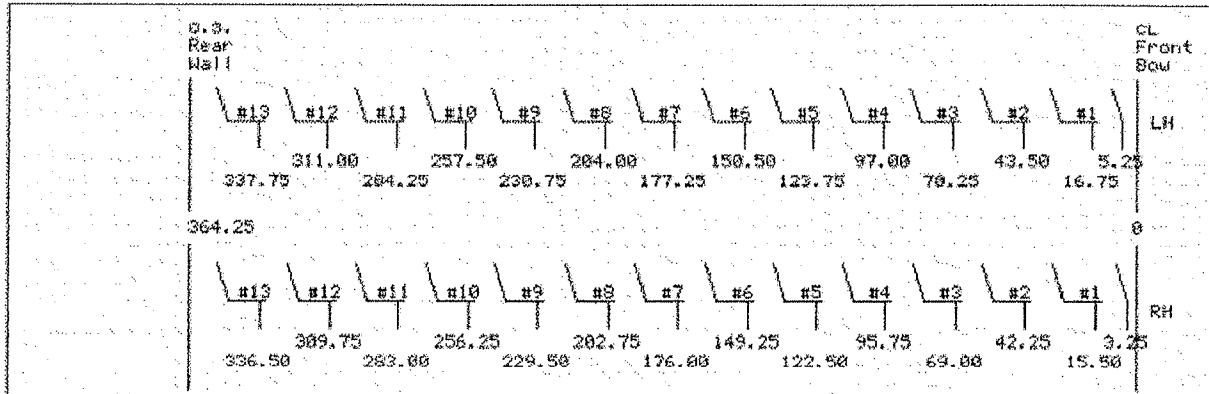 O.S.
Rear
Wall
CL
Front
Bow
#13 #12 #11 #10 #9 #8 #7 #6 #5 #4 #3 #2 #1 LH
311.00 257.50 204.00 150.50 97.00 43.50 5.25
337.75 284.25 230.75 177.25 123.75 70.25 16.75
364.25 0
#13 #12 #11 #10 #9 #8 #7 #6 #5 #4 #3 #2 #1 RH
309.75 256.25 202.75 149.25 95.75 42.25 3.25
336.50 283.00 229.50 176.00 122.50 69.00 15.50